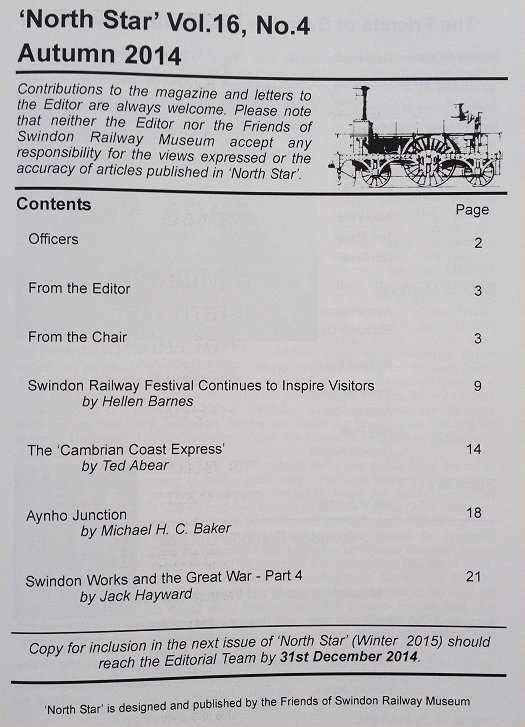 'North Star' Vol.16, No.4
Autumn 2014
Contributions to the magazine and letters to
the Editor are always welcome. Please note
that neither the Editor nor the Friends of
Swindon Railway Museum accept any
responsibility for the views expressed or the
accuracy of articles published in 'North Star'.
Contents
Page
Officers 2
From the Editor 3
From the Chair 3
Swindon Railway Festival Continues to Inspire Visitors 9
by Hellen Barnes
The 'Cambrian Coast Express' 14
by Ted Abear
Aynho Junction 18
by Michael H. C. Baker
Swindon Works and the Great War - Part 4 21
by Jack Hayward
Copy for inclusion in the next issue of 'North Star' (Winter 2015) should
reach the Editorial Team by 31st December 2014.
'North Star' is designed and published by the Friends of Swindon Railway Museum